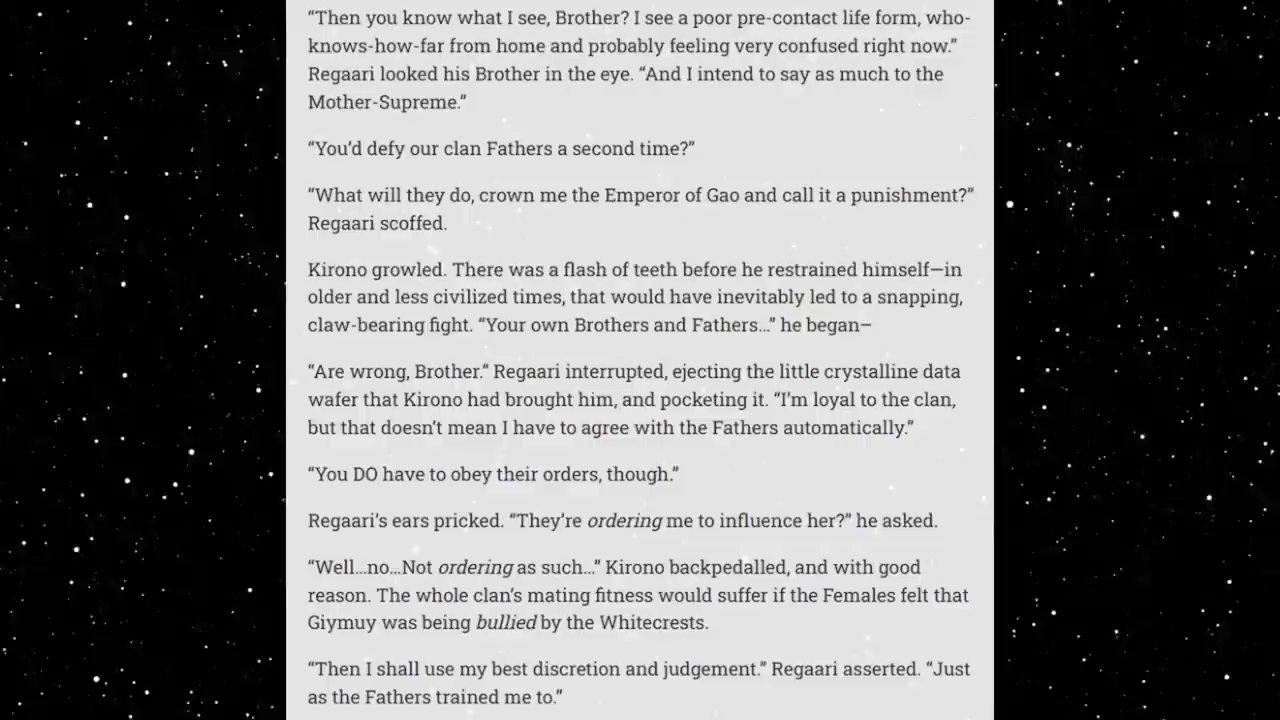 “Then you know what I see, Brother? I see a poor pre-contact life form, who-
knows-how-far from home and probably feeling very confused right now.”
Regaari looked his Brother in the eye. “And I intend to say as much to the
Mother-Supreme.”
“You’d defy our clan Fathers a second time?”
“What will they do, crown me the Emperor of Gao and call it a punishment?”
Regaari scoffed.
Kirono growled. There was a flash of teeth before he restrained himself—in
older and less civilized times, that would have inevitably led to a snapping,
claw-bearing fight. “Your own Brothers and Fathers…” he began–
“Are wrong, Brother.” Regaari interrupted, ejecting the little crystalline data
wafer that Kirono had brought him, and pocketing it. “I’m loyal to the clan,
but that doesn’t mean I have to agree with the Fathers automatically.”
“You DO have to obey their orders, though.”
Regaari’s ears pricked. “They’re ordering me to influence her?” he asked.
“Well…no…Not ordering as such…” Kirono backpedalled, and with good
reason. The whole clan’s mating fitness would suffer if the Females felt that
Giymuy was being bullied by the Whitecrests.
“Then I shall use my best discretion and judgement.” Regaari asserted. “Just
as the Fathers trained me to.”